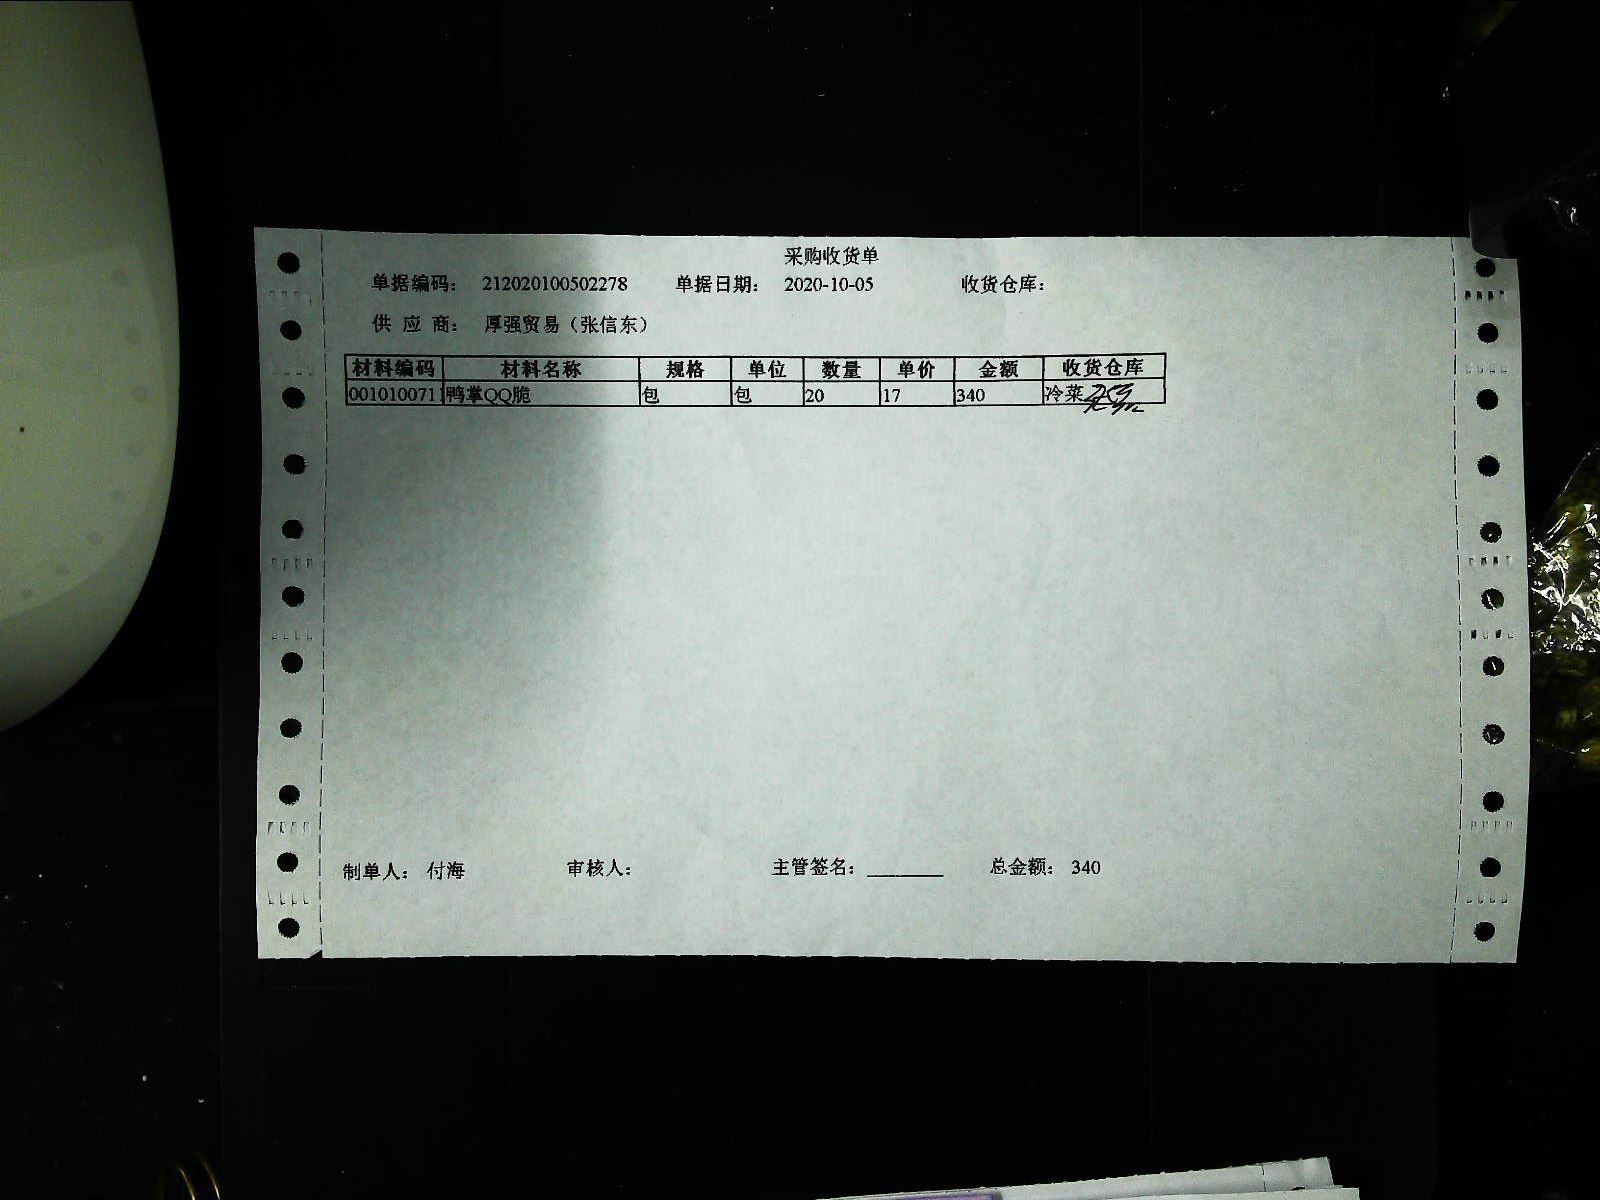 采购收货单
单据编码: 212020100502278 单据日期: 2020-10-05 收货仓库:
供 应 商: 厚强贸易（张信东）
材料编码 材料名称 规格 单位 数量 单价 金额 收货仓库
001010071 鸭掌QQ脆 包 包 20 17 340 冷菜
制单人: 付海 审核人: 主管签名: ________ 总金额: 340